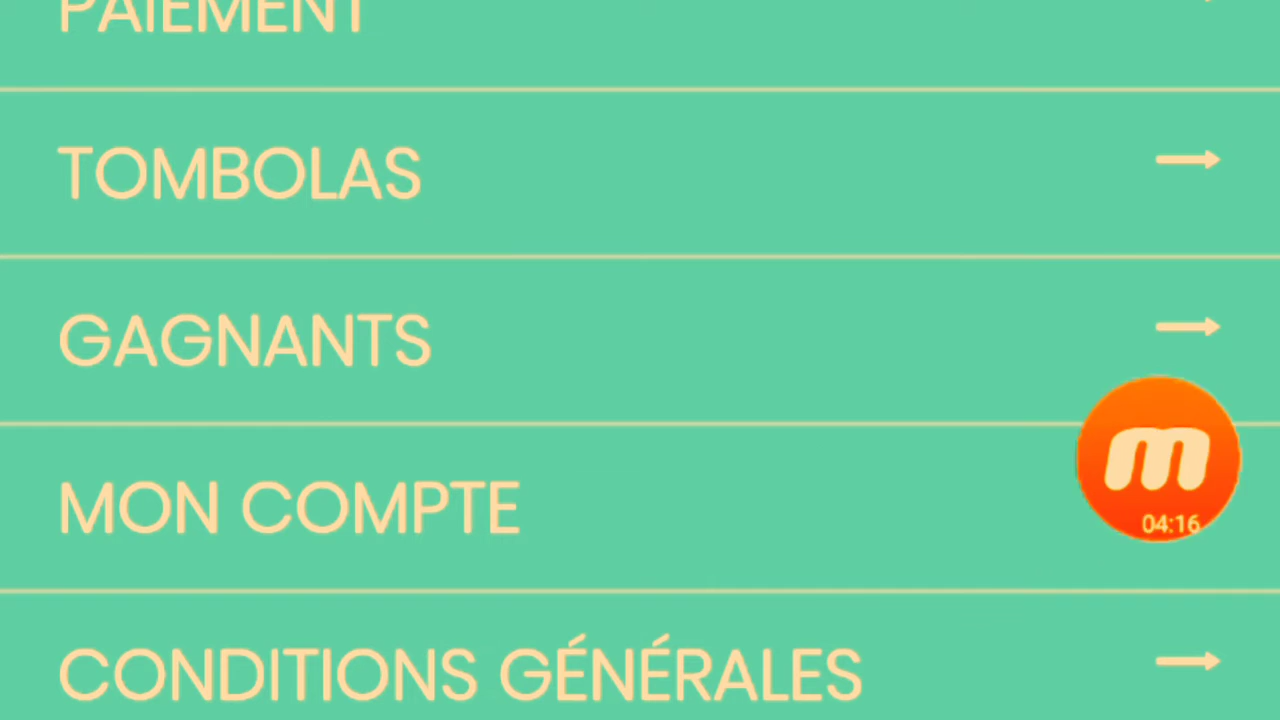 PAIEMENT
TOMBOLAS
GAGNANTS
MON COMPTE
m
04:16
CONDITIONS GÉNÉRALES